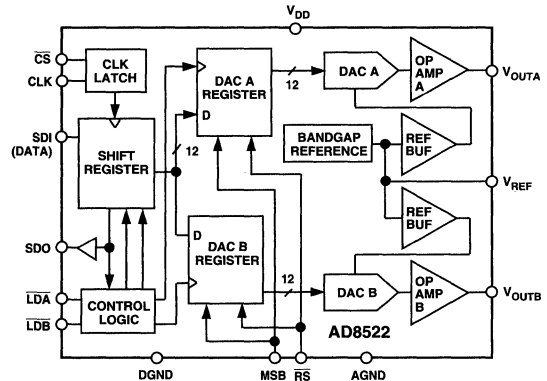 VDD
CS
CLK
CLK
LATCH
SDI
(DATA)
SHIFT
REGISTER
12
DAC A
REGISTER
D
12
DAC A
OP
AMP
A
VOUTA
BANDGAP
REFERENCE
REF
BUF
VREF
REF
BUF
SDO
D
DAC B
REGISTER
12
DAC B
OP
AMP
B
VOUTB
LDA
LDB
CONTROL
LOGIC
AD8522
DGND
MSB
RS
AGND